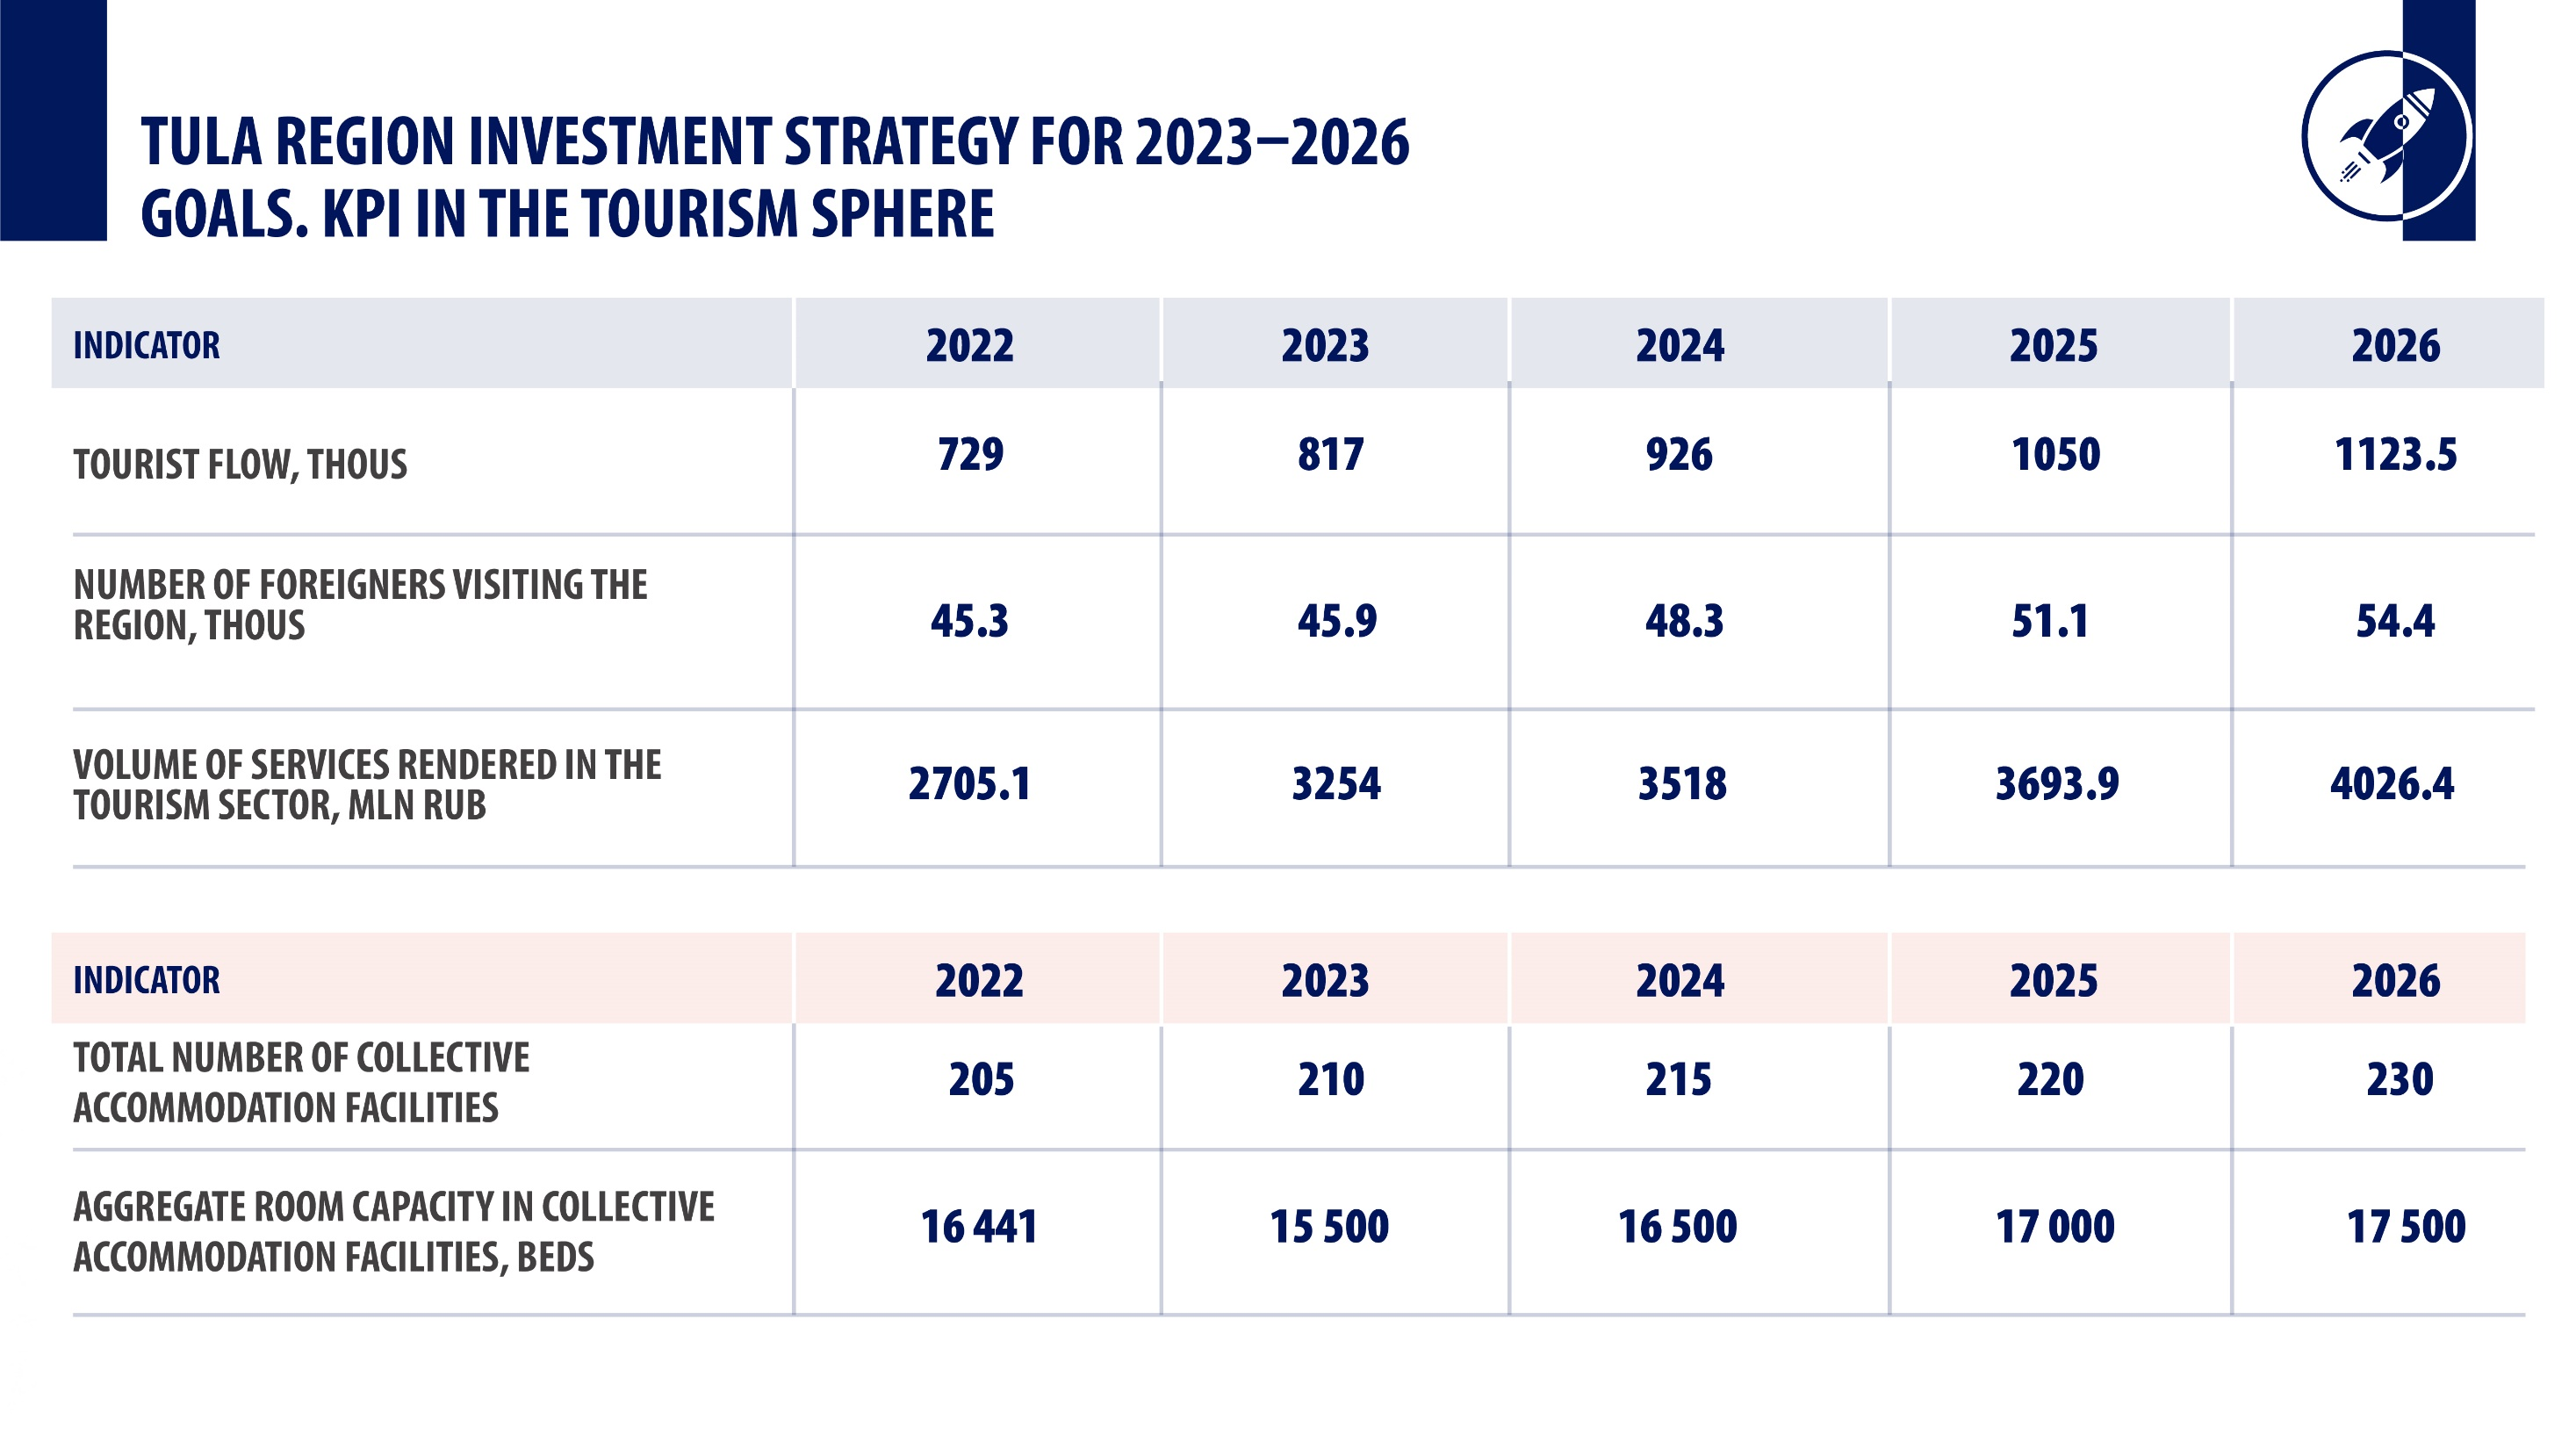 TULA REGION INVESTMENT STRATEGY FOR 2023–2026
GOALS. KPI IN THE TOURISM SPHERE
INDICATOR 2022 2023 2024 2025 2026
TOURIST FLOW, THOUS 729 817 926 1050 1123.5
NUMBER OF FOREIGNERS VISITING THE
REGION, THOUS 45.3 45.9 48.3 51.1 54.4
VOLUME OF SERVICES RENDERED IN THE
TOURISM SECTOR, MLN RUB 2705.1 3254 3518 3693.9 4026.4
INDICATOR 2022 2023 2024 2025 2026
TOTAL NUMBER OF COLLECTIVE
ACCOMMODATION FACILITIES 205 210 215 220 230
AGGREGATE ROOM CAPACITY IN COLLECTIVE
ACCOMMODATION FACILITIES, BEDS 16 441 15 500 16 500 17 000 17 500